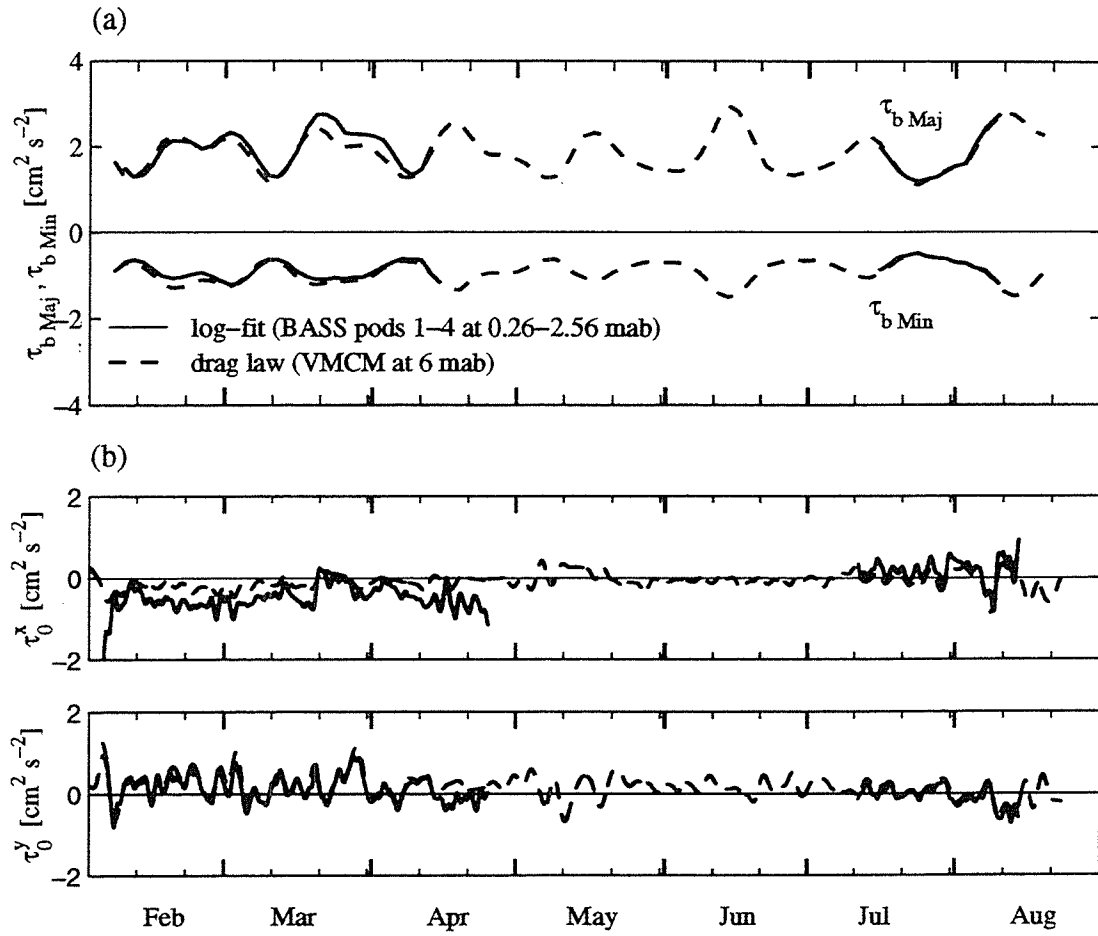 (a)
4
2
0
−2
−4
τb Maj , τb Min [cm² s⁻²]
τb Maj
τb Min
log−fit (BASS pods 1−4 at 0.26−2.56 mab)
drag law (VMCM at 6 mab)
(b)
2
0
−2
τ₀ˣ [cm² s⁻²]
2
0
−2
τ₀ʸ [cm² s⁻²]
Feb Mar Apr May Jun Jul Aug